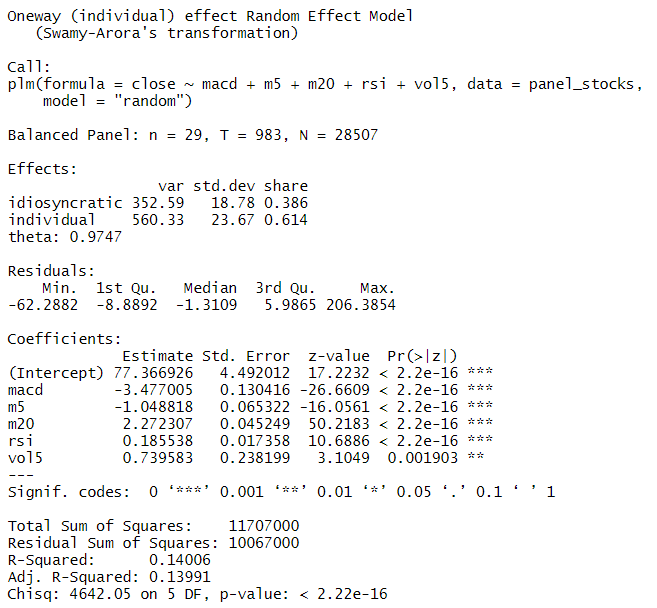 Oneway (individual) effect Random Effect Model
(Swamy-Arora's transformation)
Call:
plm(formula = close ~ macd + m5 + m20 + rsi + vol5, data = panel_stocks,
model = "random")
Balanced Panel: n = 29, T = 983, N = 28507
Effects:
var std.dev share
idiosyncratic 352.59 18.78 0.386
individual 560.33 23.67 0.614
theta: 0.9747
Residuals:
Min. 1st Qu. Median 3rd Qu. Max.
-62.2882 -8.8892 -1.3109 5.9865 206.3854
Coefficients:
Estimate Std. Error z-value Pr(>|z|)
(Intercept) 77.366926 4.492012 17.2232 < 2.2e-16 ***
macd -3.477005 0.130416 -26.6609 < 2.2e-16 ***
m5 -1.048818 0.065322 -16.0561 < 2.2e-16 ***
m20 2.272307 0.045249 50.2183 < 2.2e-16 ***
rsi 0.185538 0.017358 10.6886 < 2.2e-16 ***
vol5 0.739583 0.238199 3.1049 0.001903 **
---
Signif. codes: 0 ‘***’ 0.001 ‘**’ 0.01 ‘*’ 0.05 ‘.’ 0.1 ‘ ’ 1
Total Sum of Squares: 11707000
Residual Sum of Squares: 10067000
R-Squared: 0.14006
Adj. R-Squared: 0.13991
Chisq: 4642.05 on 5 DF, p-value: < 2.22e-16